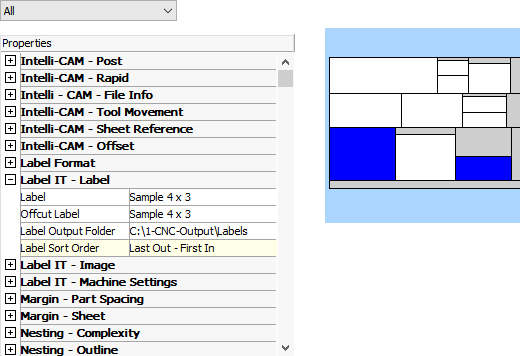 All
Properties
Intelli-CAM - Post
Intelli-CAM - Rapid
Intelli - CAM - File Info
Intelli-CAM - Tool Movement
Intelli-CAM - Sheet Reference
Intelli-CAM - Offset
Label Format
Label IT - Label
Label Sample 4 x 3
Offcut Label Sample 4 x 3
Label Output Folder C:\1-CNC-Output\Labels
Label Sort Order Last Out - First In
Label IT - Image
Label IT - Machine Settings
Margin - Part Spacing
Margin - Sheet
Nesting - Complexity
Nesting - Outline